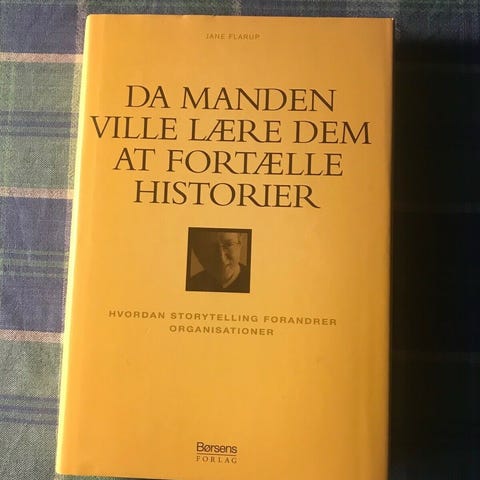 JANE FLARUP
DA MANDEN
VILLE LÆRE DEM
AT FORTÆLLE
HISTORIER
HVORDAN STORYTELLING FORANDRER
ORGANISATIONER
Børsens
FORLAG